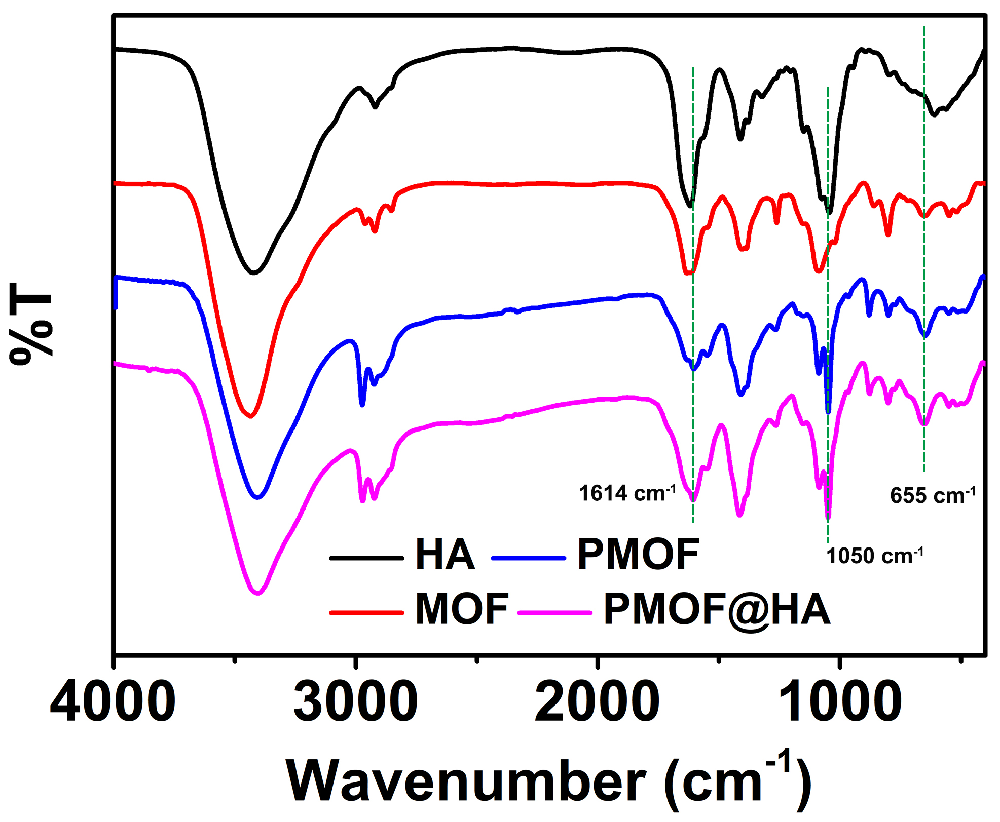 %T
1614 cm-1
655 cm-1
1050 cm-1
HA PMOF
MOF PMOF@HA
4000 3000 2000 1000
Wavenumber (cm-1)